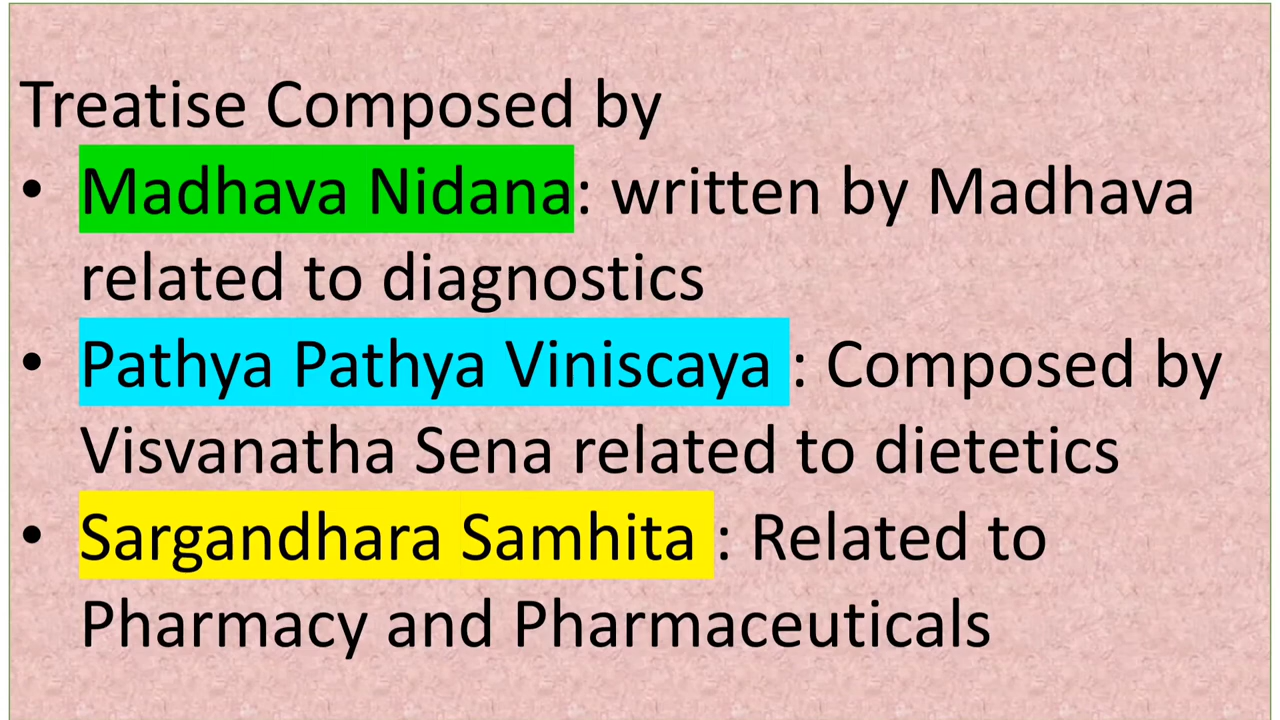 Treatise Composed by
• Madhava Nidana: written by Madhava
related to diagnostics
• Pathya Pathya Viniscaya : Composed by
Visvanatha Sena related to dietetics
• Sargandhara Samhita : Related to
Pharmacy and Pharmaceuticals